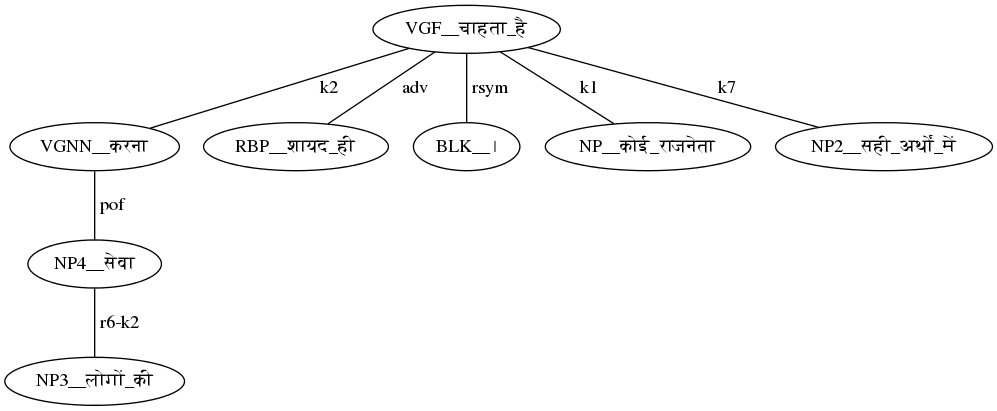 VGF__चाहता_है
k2
adv
rsym
k1
k7
VGNN__करना
RBP__शायद_ही
BLK__।
NP__कोई_राजनेता
NP2__सही_अर्थों_में
pof
NP4__सेवा
r6-k2
NP3__लोगों_की